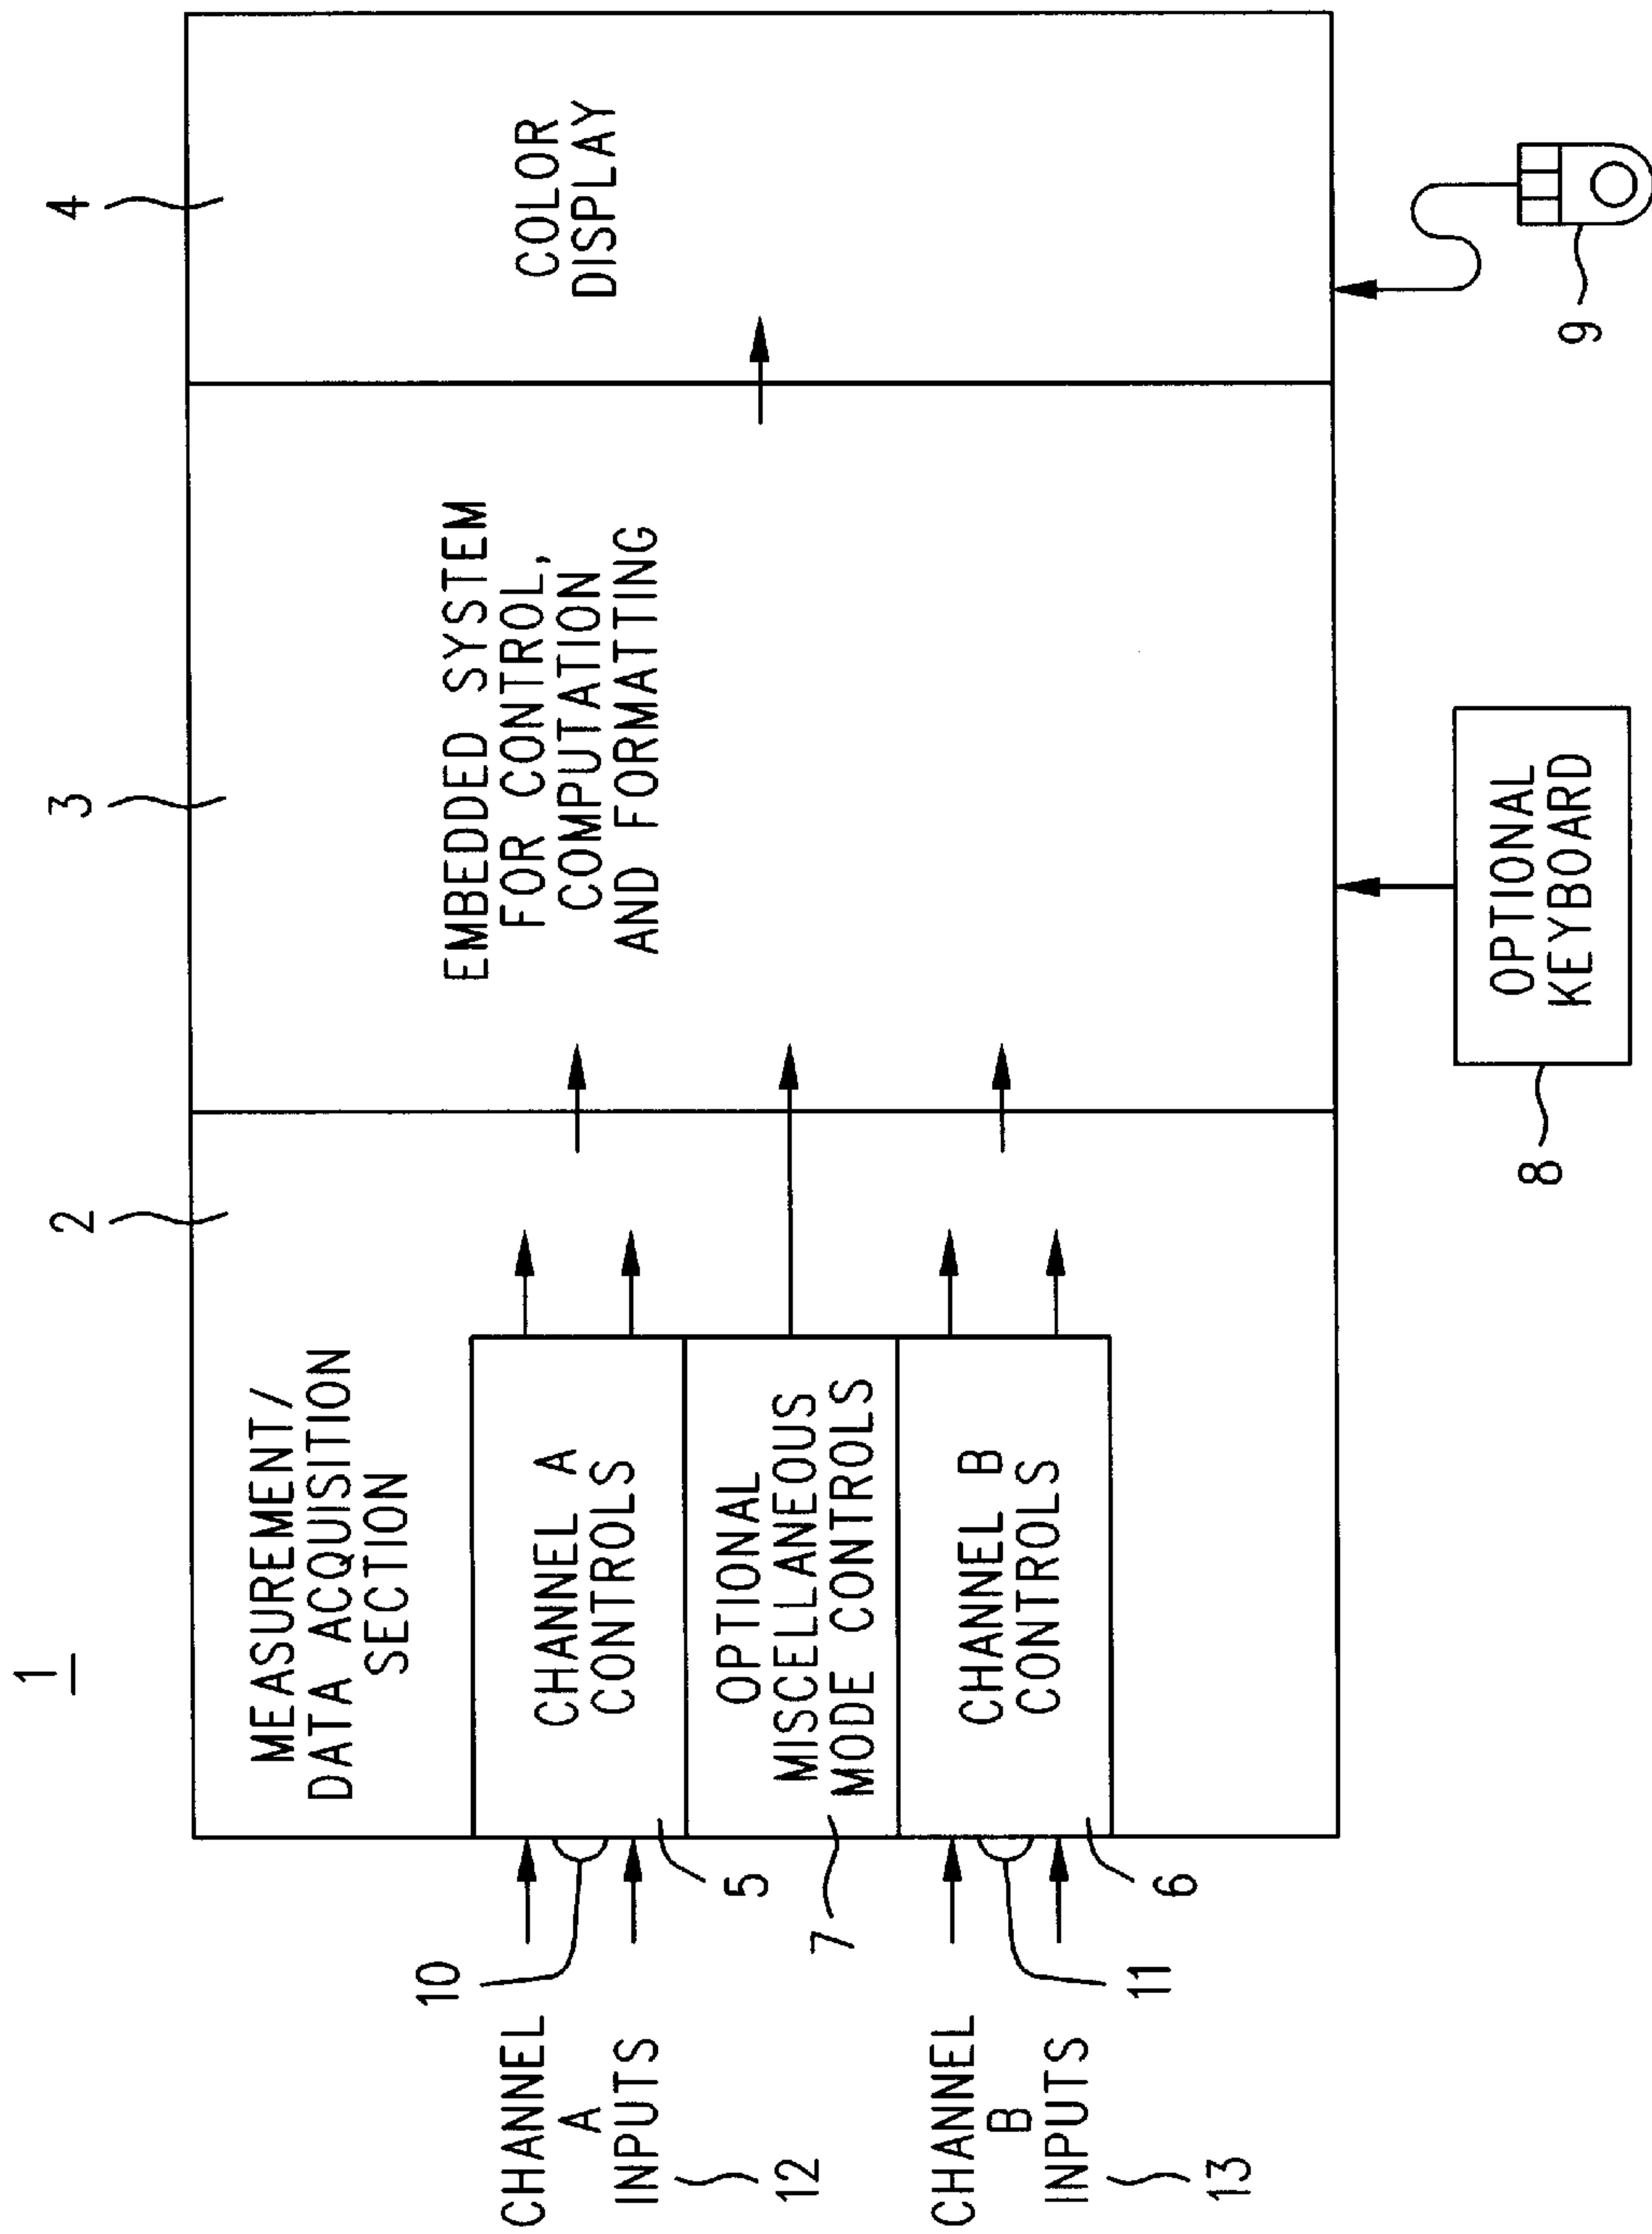 1
2
3
4
MEASUREMENT/
DATA ACQUISITION
SECTION
EMBEDDED SYSTEM
FOR CONTROL,
COMPUTATION
AND FORMATTING
COLOR
DISPLAY
10
CHANNEL
A
INPUTS
12
CHANNEL A
CONTROLS
5
OPTIONAL
MISCELLANEOUS
MODE CONTROLS
7
CHANNEL B
CONTROLS
6
CHANNEL
B
INPUTS
11
13
8
OPTIONAL
KEYBOARD
9